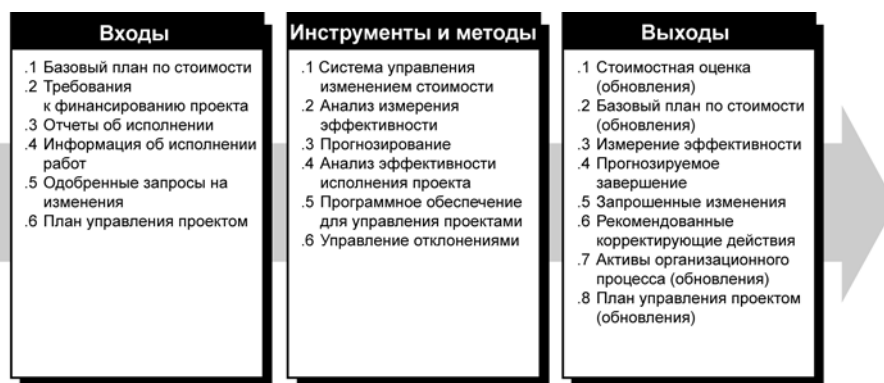 Входы
.1 Базовый план по стоимости
.2 Требования
к финансированию проекта
.3 Отчеты об исполнении
.4 Информация об исполнении
работ
.5 Одобренные запросы на
изменения
.6 План управления проектом
Инструменты и методы
.1 Система управления
изменением стоимости
.2 Анализ измерения
эффективности
.3 Прогнозирование
.4 Анализ эффективности
исполнения проекта
.5 Программное обеспечение
для управления проектами
.6 Управление отклонениями
Выходы
.1 Стоимостная оценка
(обновления)
.2 Базовый план по стоимости
(обновления)
.3 Измерение эффективности
.4 Прогнозируемое
завершение
.5 Запрошенные изменения
.6 Рекомендованные
корректирующие действия
.7 Активы организационного
процесса (обновления)
.8 План управления проектом
(обновления)